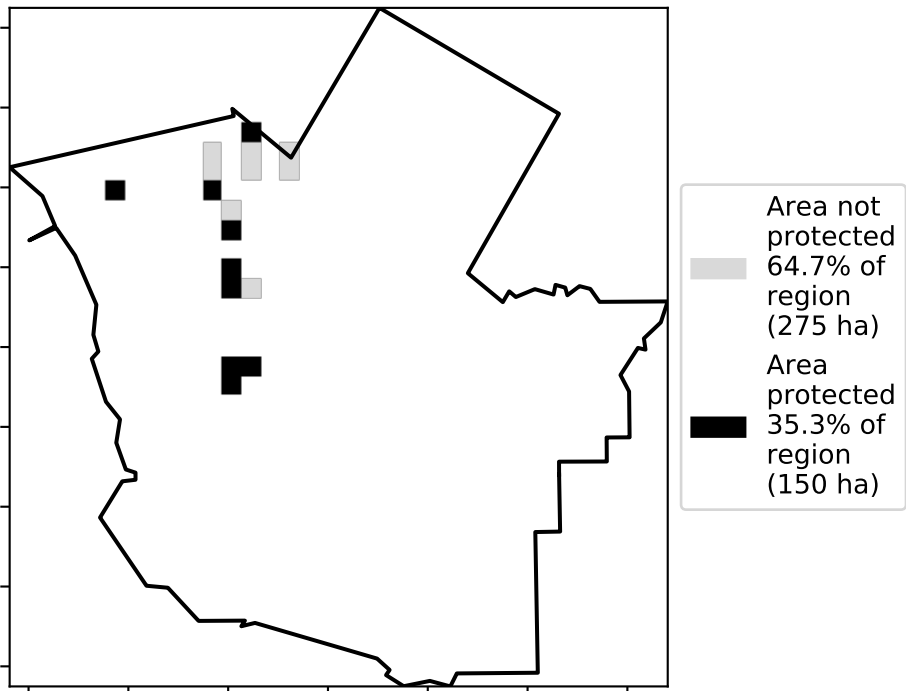 Area not
protected
64.7% of
region
(275 ha)
Area
protected
35.3% of
region
(150 ha)